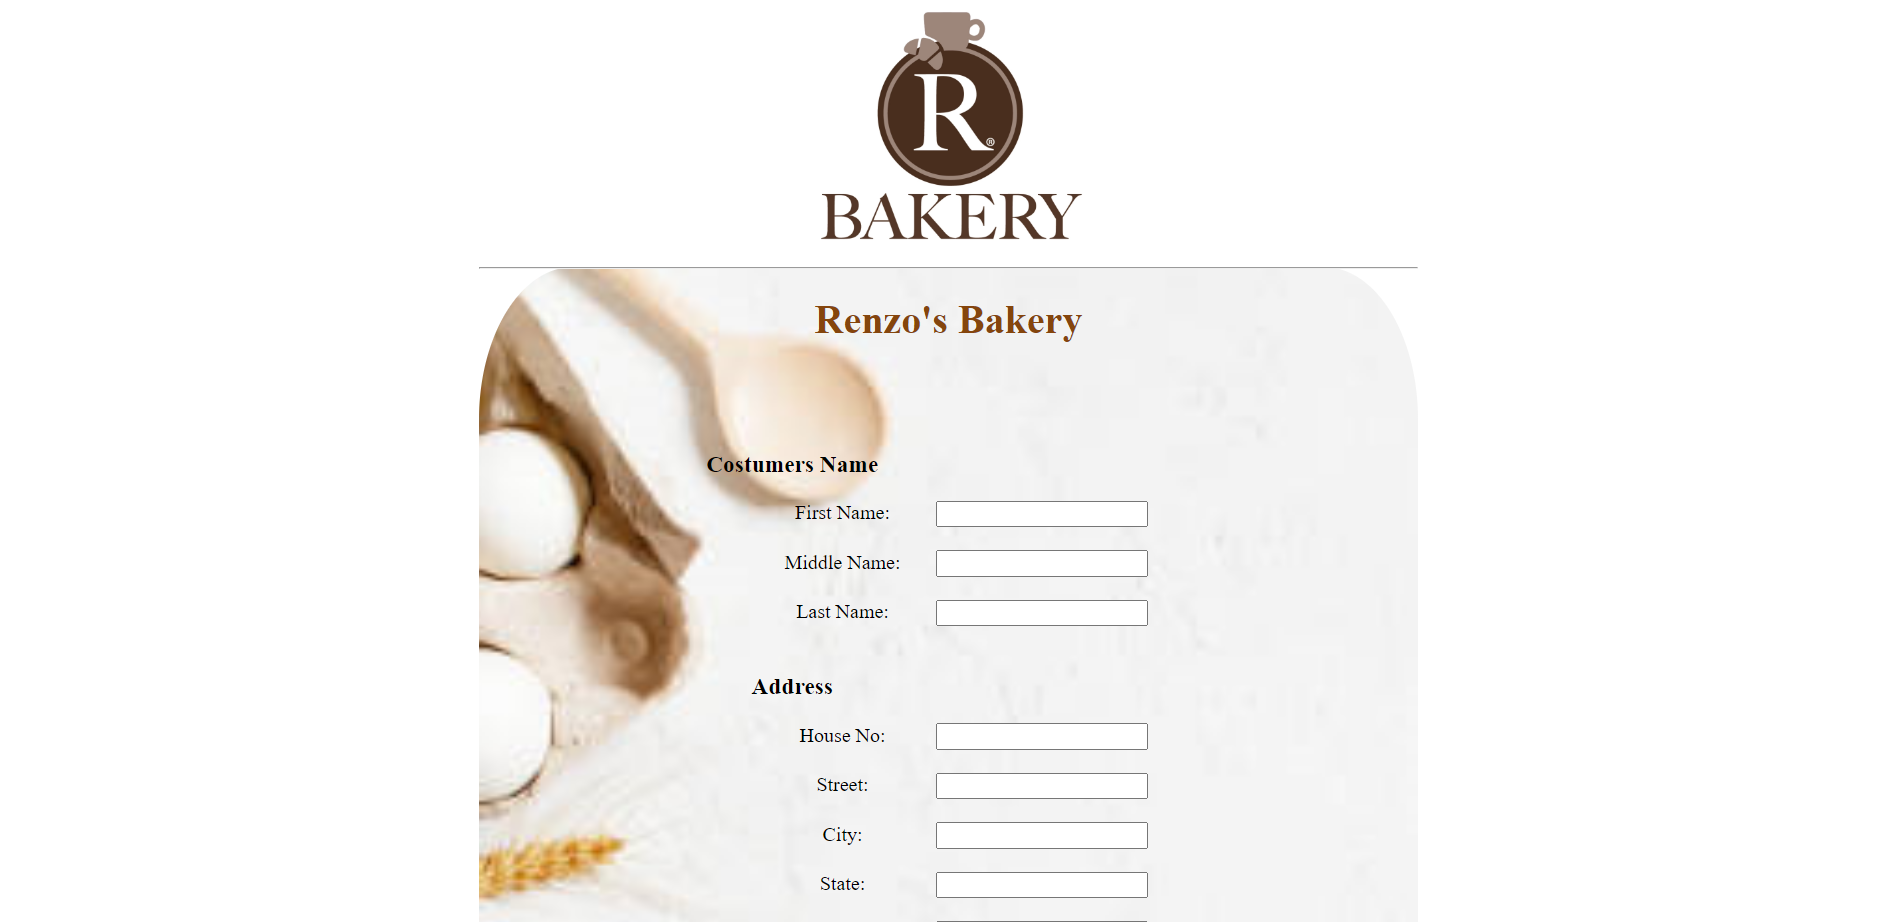 R®
BAKERY
Renzo's Bakery
Costumers Name
First Name:
Middle Name:
Last Name:
Address
House No:
Street:
City:
State: